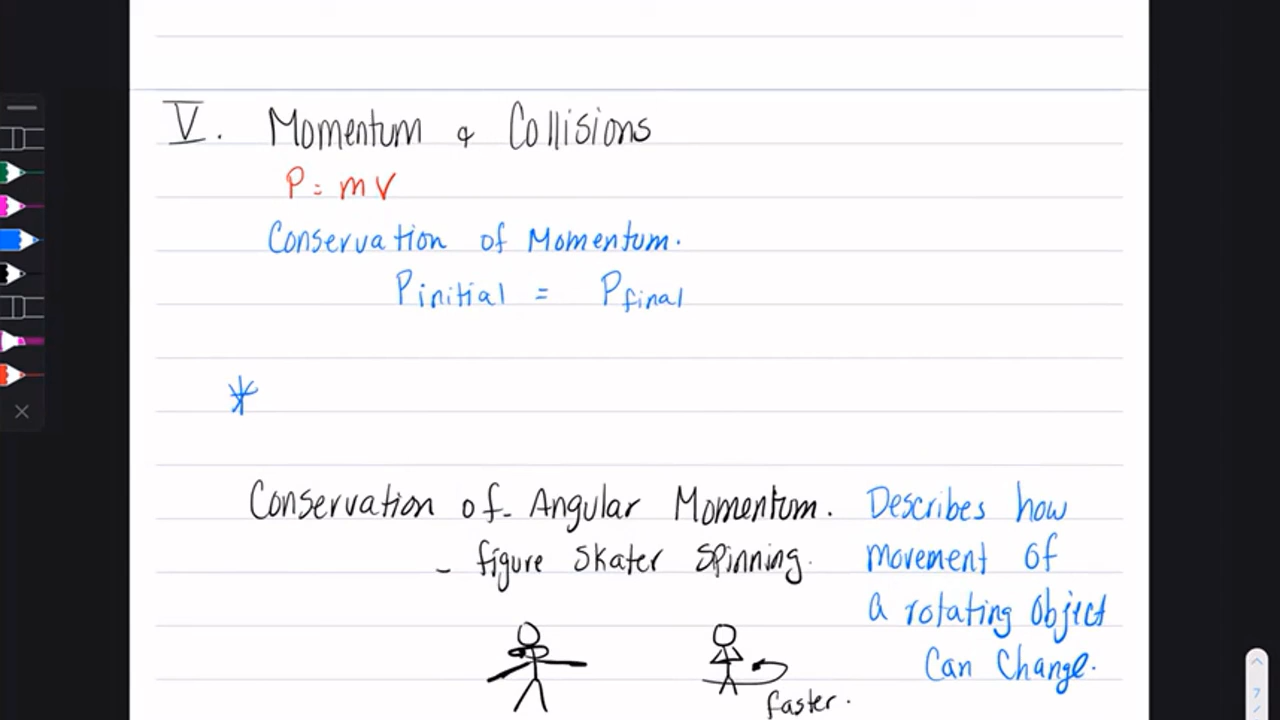 V. Momentum & Collisions
P = mv
Conservation of Momentum.
Pinitial = Pfinal
*
Conservation of Angular Momentum. Describes how
- figure skater spinning. movement of
a rotating object
can change.
faster.
7